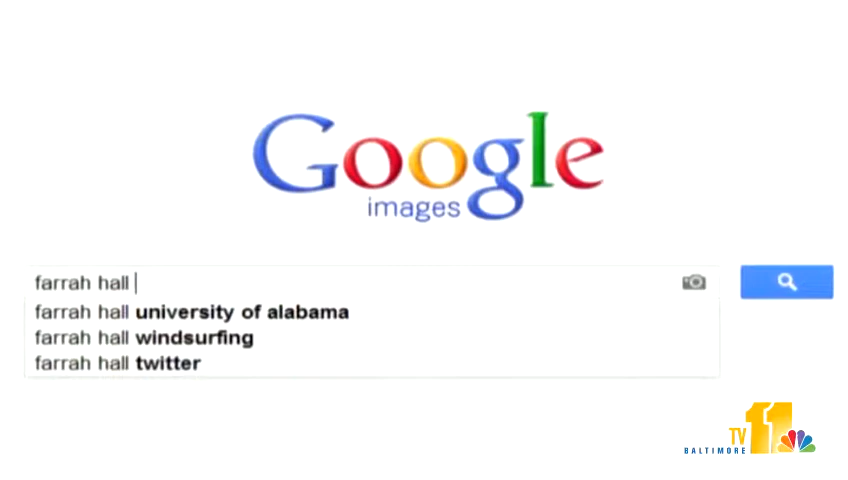 Google
images
farrah hall
farrah hall university of alabama
farrah hall windsurfing
farrah hall twitter
TV 11
BALTIMORE